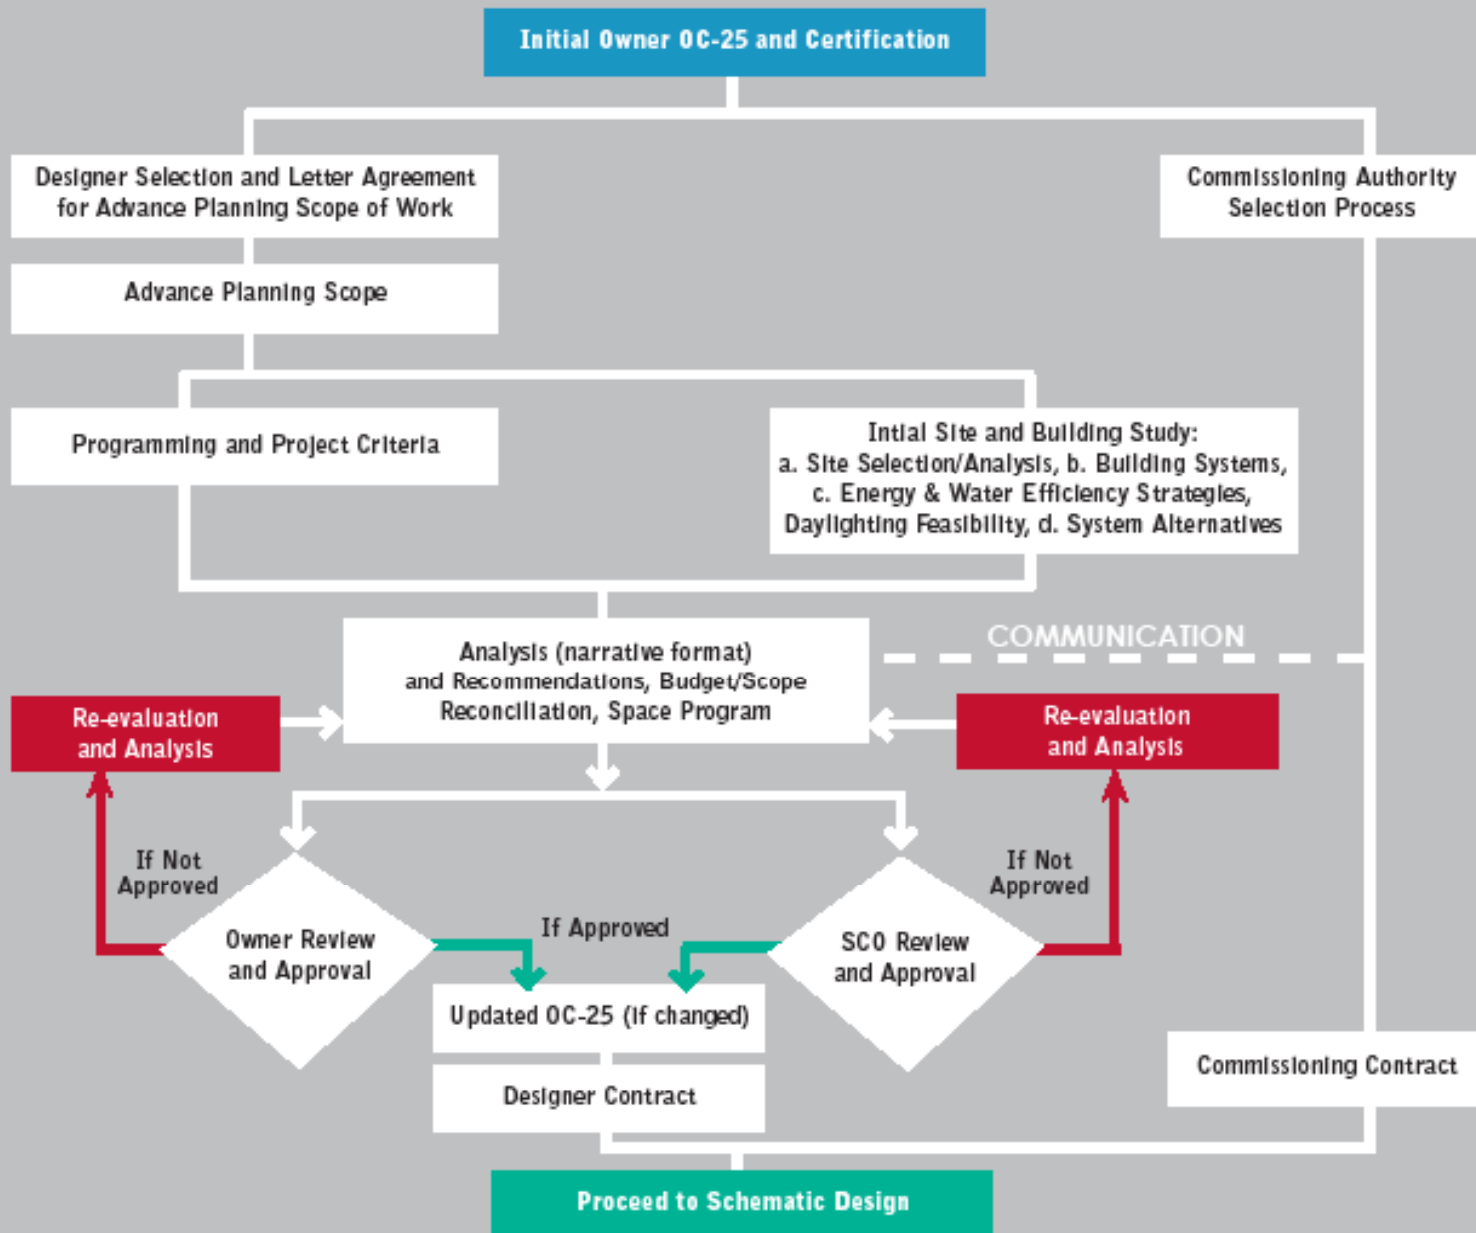 Initial Owner OC-25 and Certification
Designer Selection and Letter Agreement
for Advance Planning Scope of Work
Commissioning Authority
Selection Process
Advance Planning Scope
Programming and Project Criteria
Intial Site and Building Study:
a. Site Selection/Analysis, b. Building Systems,
c. Energy & Water Efficiency Strategies,
Daylighting Feasibility, d. System Alternatives
COMMUNICATION
Analysis (narrative format)
and Recommendations, Budget/Scope
Reconciliation, Space Program
Re-evaluation
and Analysis
Re-evaluation
and Analysis
If Not
Approved
If Not
Approved
Owner Review
and Approval
If Approved
SCO Review
and Approval
Updated OC-25 (if changed)
Designer Contract
Commissioning Contract
Proceed to Schematic Design